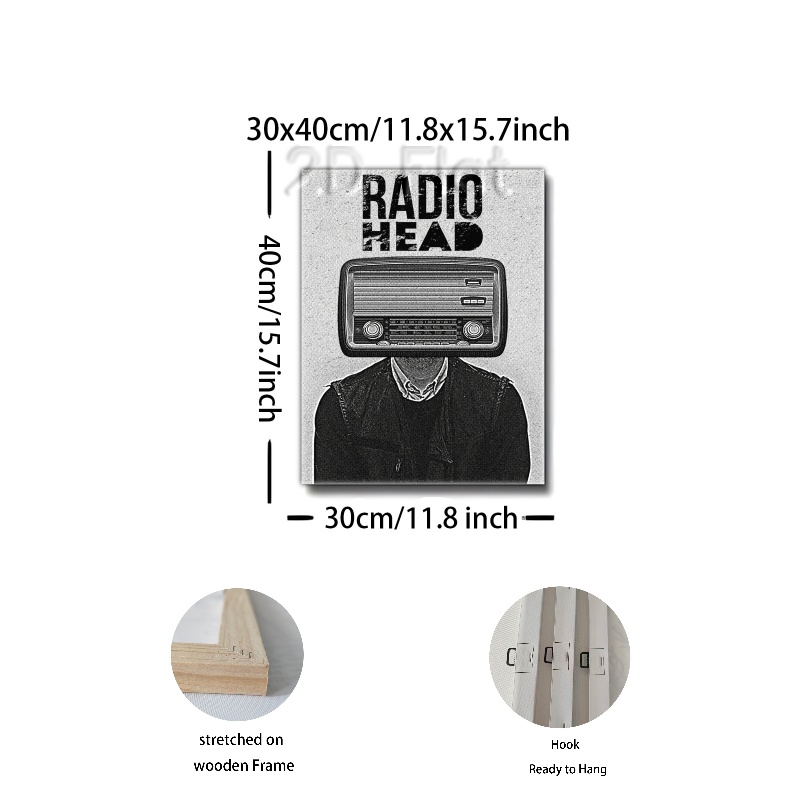 30x40cm/11.8x15.7inch
2.D Flat
RADIO
HEAD
40cm/15.7inch
30cm/11.8 inch
stretched on
wooden Frame
Hook
Ready to Hang